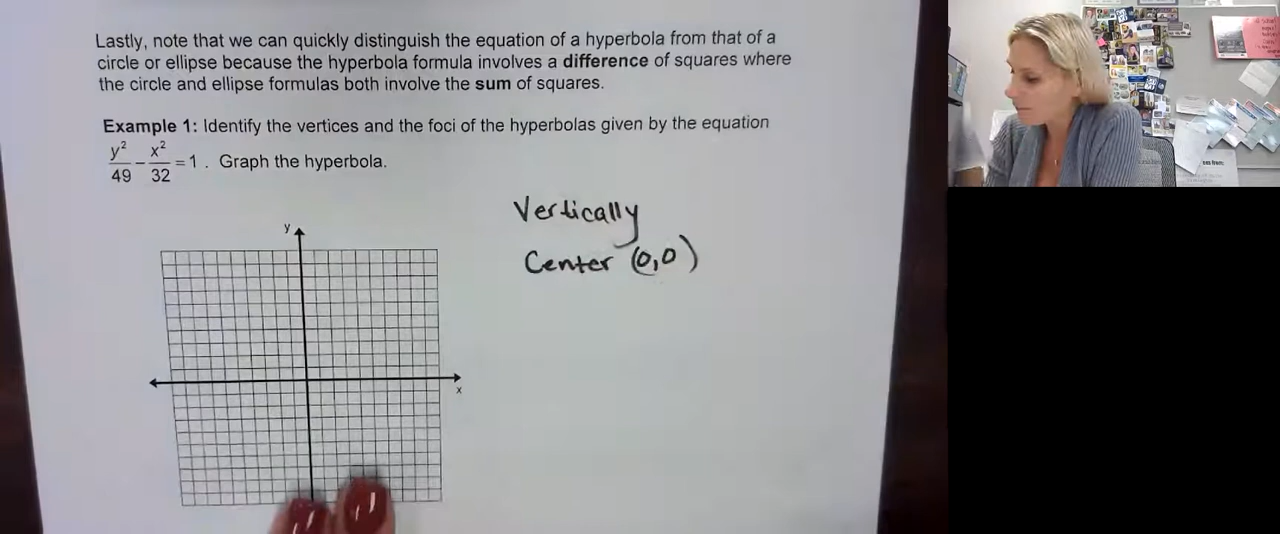 Lastly, note that we can quickly distinguish the equation of a hyperbola from that of a
circle or ellipse because the hyperbola formula involves a difference of squares where
the circle and ellipse formulas both involve the sum of squares.
Example 1: Identify the vertices and the foci of the hyperbolas given by the equation
y²/49 − x²/32 = 1. Graph the hyperbola.
Vertically
Center (0,0)
y
x